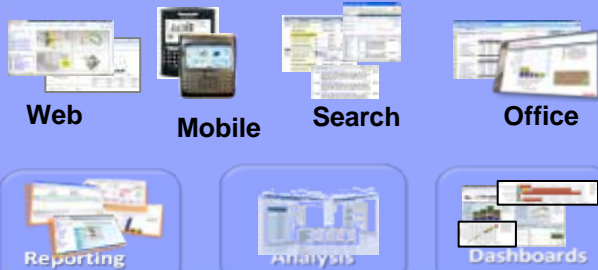 Web
Mobile
Search
Office
Reporting
Analysis
Dashboards